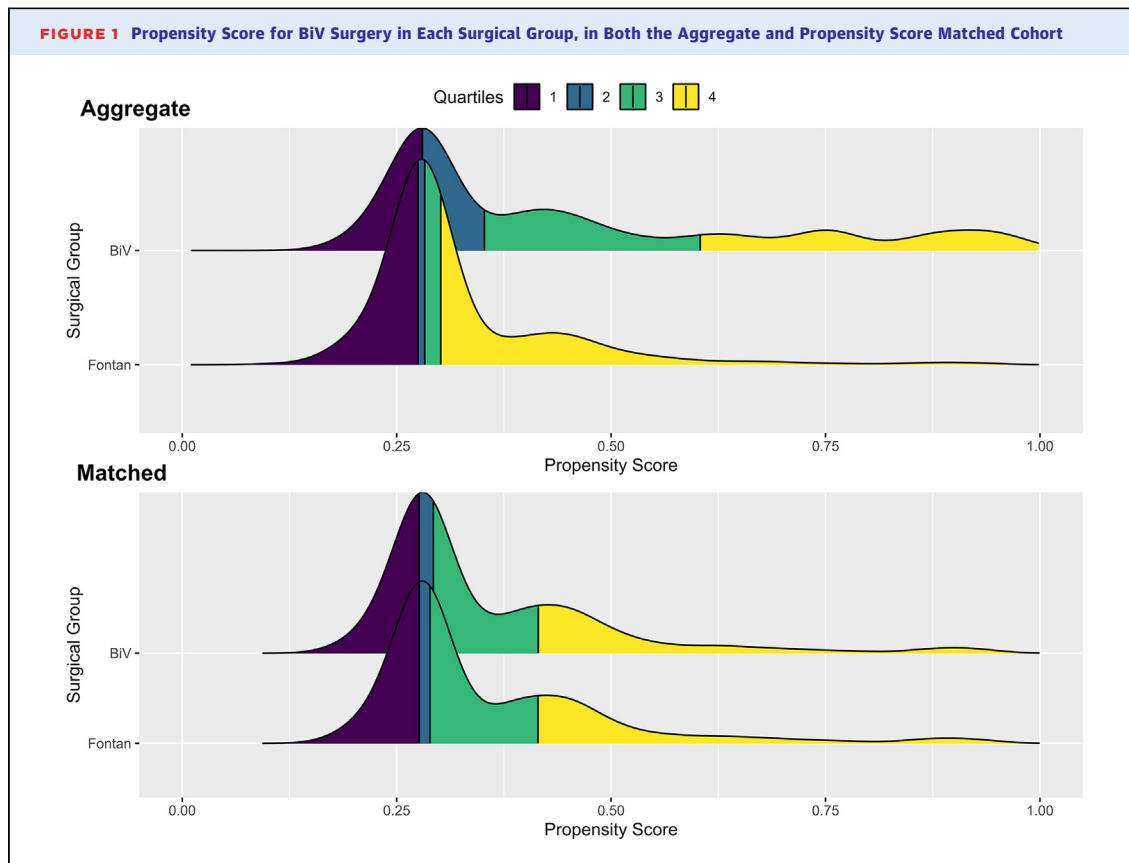 FIGURE 1 Propensity Score for BiV Surgery in Each Surgical Group, in Both the Aggregate and Propensity Score Matched Cohort
Quartiles 1 2 3 4
Aggregate
Surgical Group
BiV
Fontan
0.00 0.25 0.50 0.75 1.00
Propensity Score
Matched
Surgical Group
BiV
Fontan
0.00 0.25 0.50 0.75 1.00
Propensity Score